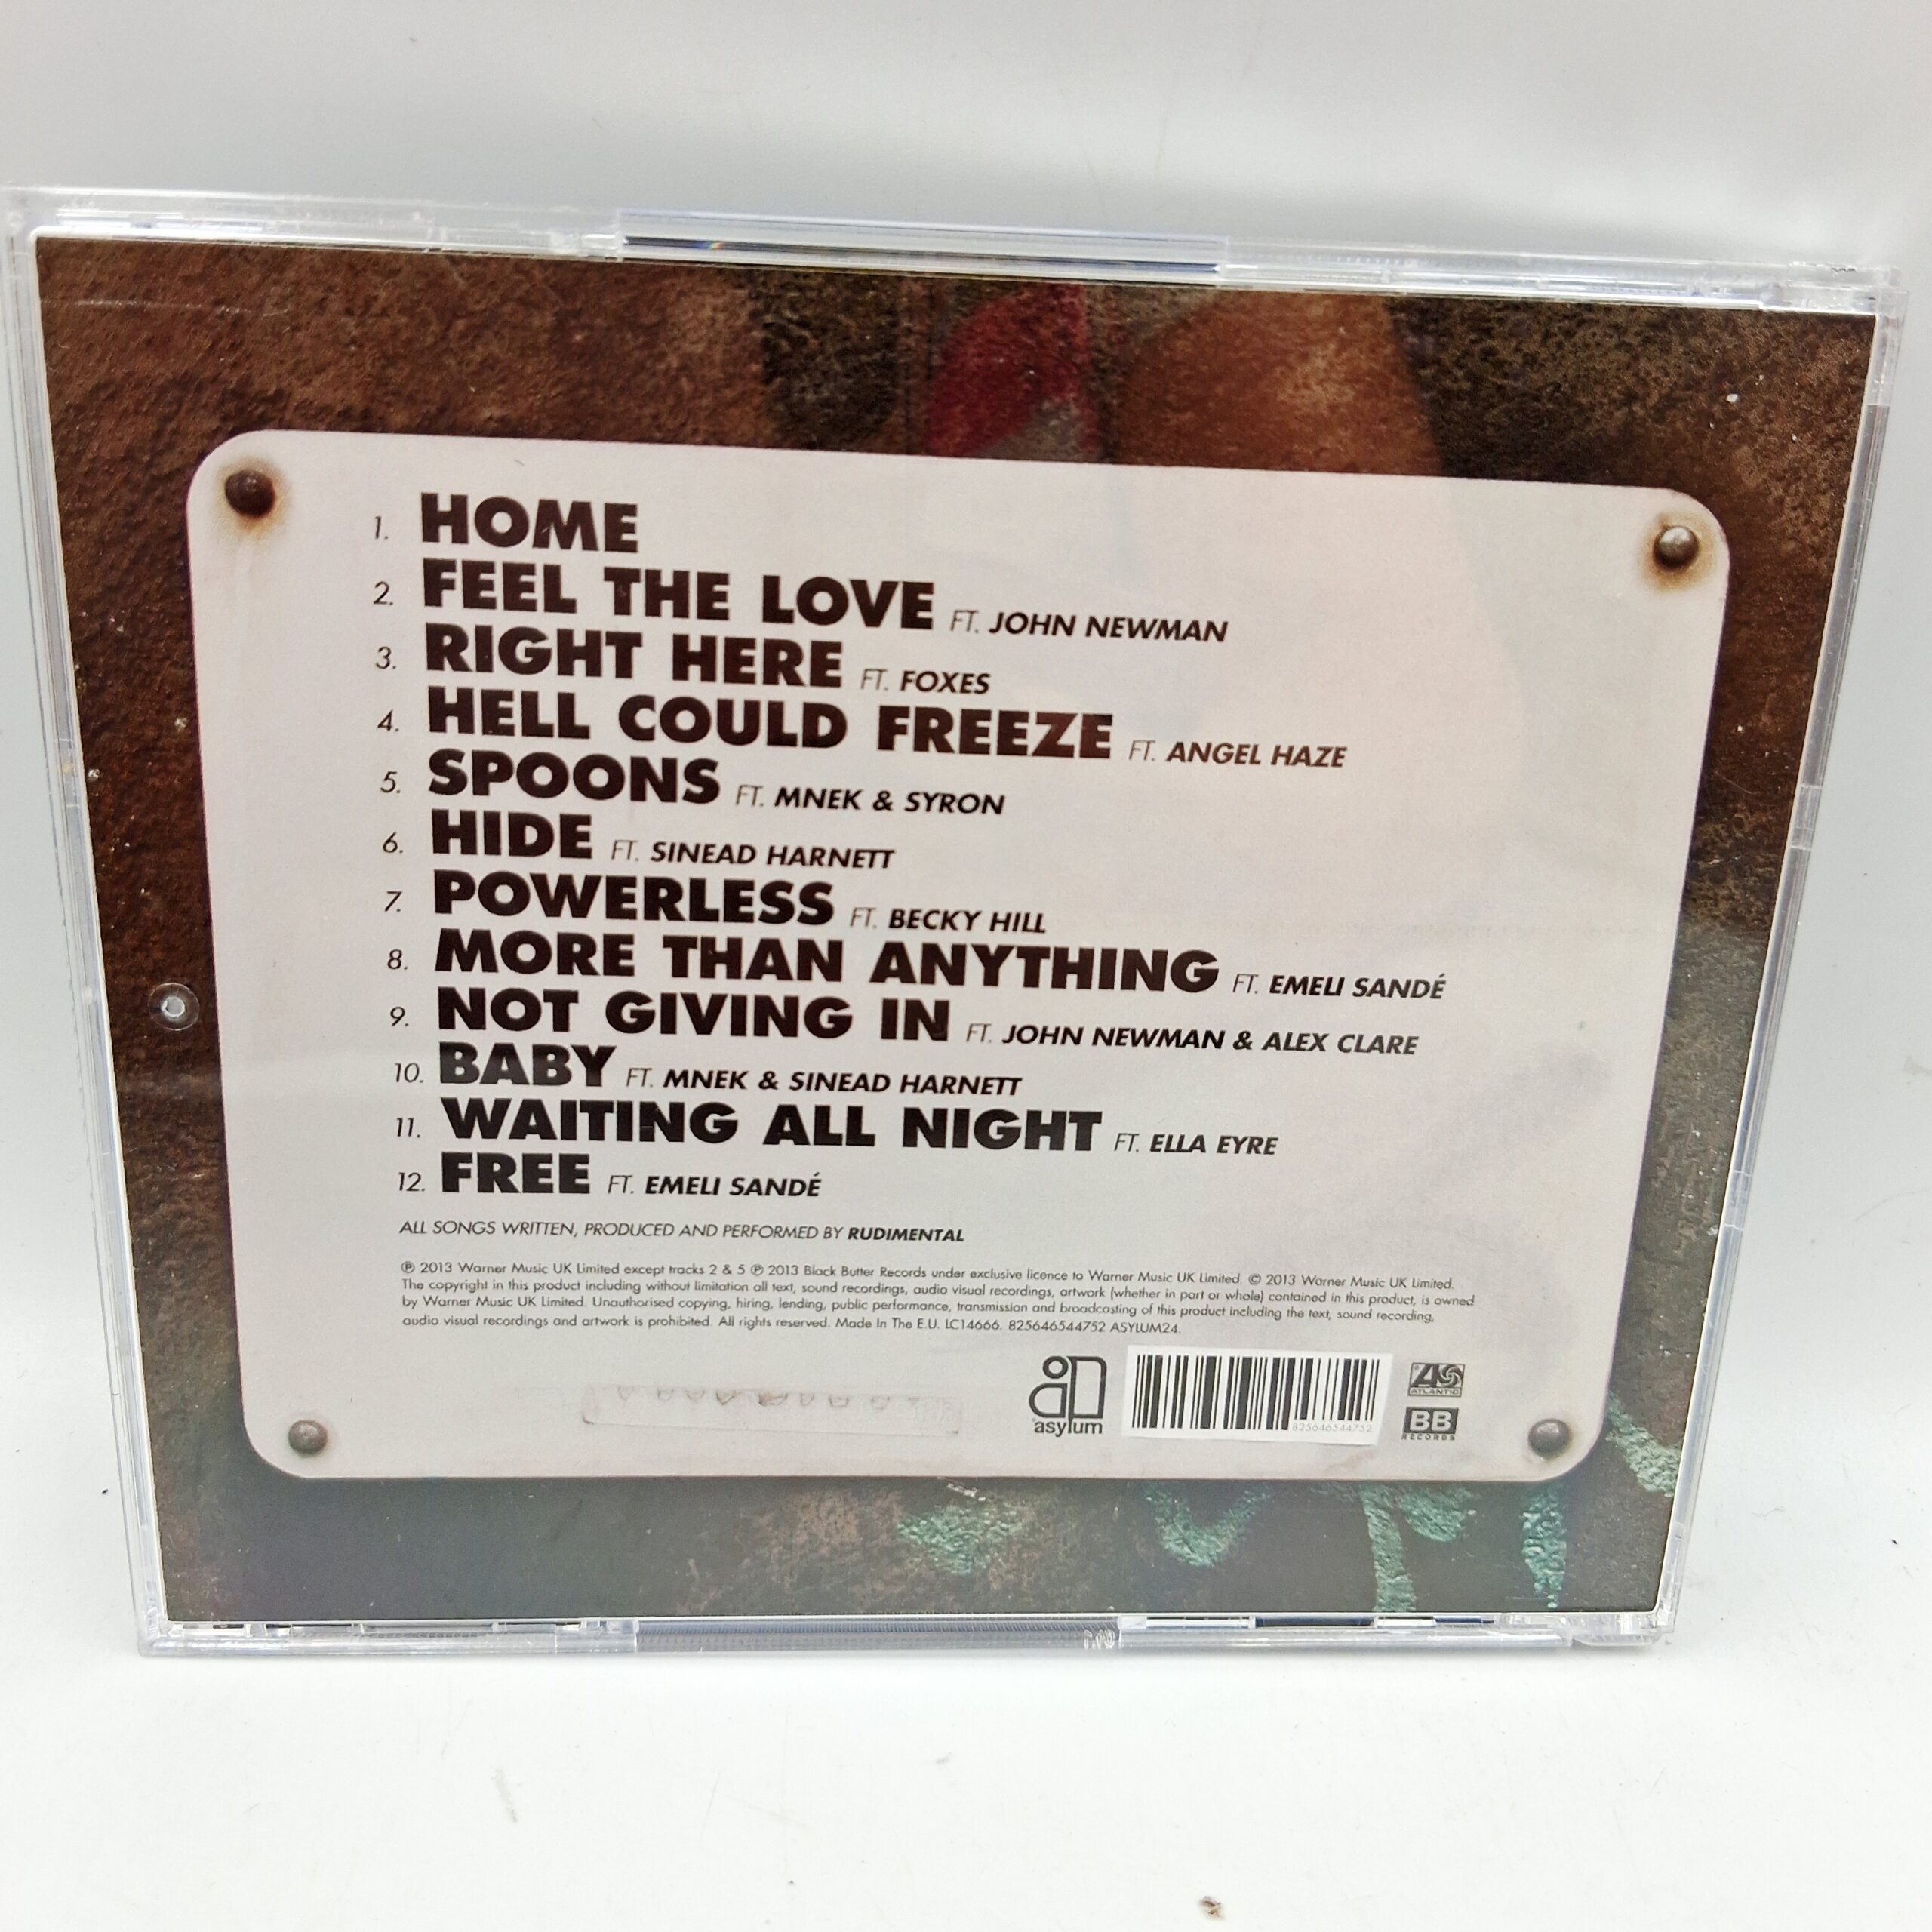 1. HOME
2. FEEL THE LOVE FT. JOHN NEWMAN
3. RIGHT HERE FT. FOXES
4. HELL COULD FREEZE FT. ANGEL HAZE
5. SPOONS FT. MNEK & SYRON
6. HIDE FT. SINEAD HARNETT
7. POWERLESS FT. BECKY HILL
8. MORE THAN ANYTHING FT. EMELI SANDÉ
9. NOT GIVING IN FT. JOHN NEWMAN & ALEX CLARE
10. BABY FT. MNEK & SINEAD HARNETT
11. WAITING ALL NIGHT FT. ELLA EYRE
12. FREE FT. EMELI SANDÉ
ALL SONGS WRITTEN, PRODUCED AND PERFORMED BY RUDIMENTAL
℗ 2013 Warner Music UK Limited except tracks 2 & 5 ℗ 2013 Black Butter Records under exclusive licence to Warner Music UK Limited. © 2013 Warner Music UK Limited.
The copyright in this product including without limitation all text, sound recordings, audio visual recordings, artwork (whether in part or whole) contained in this product, is owned
by Warner Music UK Limited. Unauthorised copying, hiring, lending, public performance, transmission and broadcasting of this product including the text, sound recording,
audio visual recordings and artwork is prohibited. All rights reserved. Made In The E.U. LC14666. 825646544752 ASYLUM24.
asylum
825646544752
ATLANTIC
BB
RECORDS